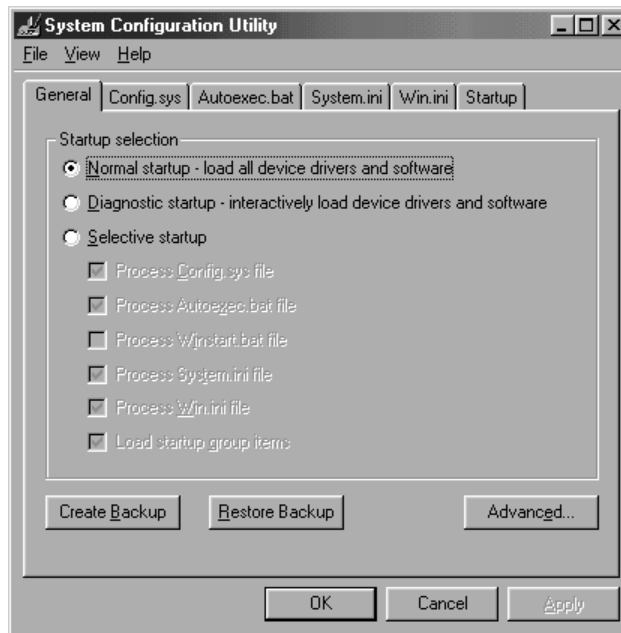 System Configuration Utility
File View Help
General Config.sys Autoexec.bat System.ini Win.ini Startup
Startup selection
Normal startup - load all device drivers and software
Diagnostic startup - interactively load device drivers and software
Selective startup
Process Config.sys file
Process Autoexec.bat file
Process Winstart.bat file
Process System.ini file
Process Win.ini file
Load startup group items
Create Backup Restore Backup Advanced...
OK Cancel Apply